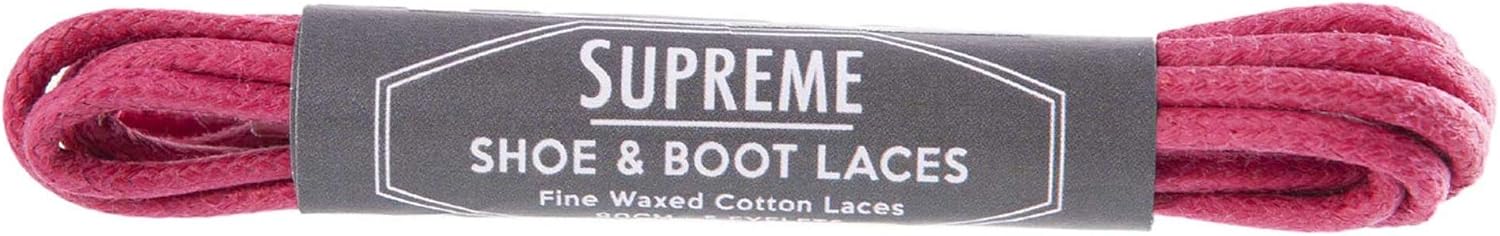 SUPREME
SHOE & BOOT LACES
Fine Waxed Cotton Laces